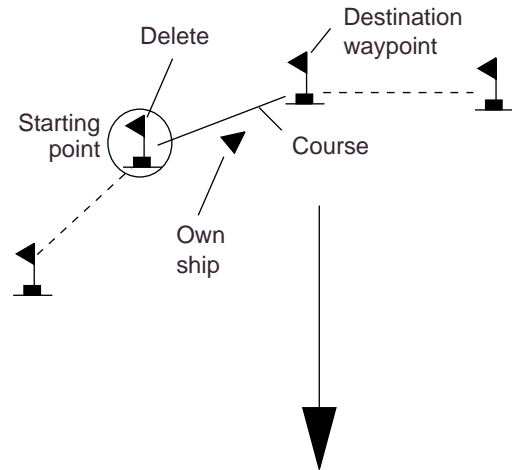 Destination
waypoint
Delete
Starting
point
Course
Own
ship